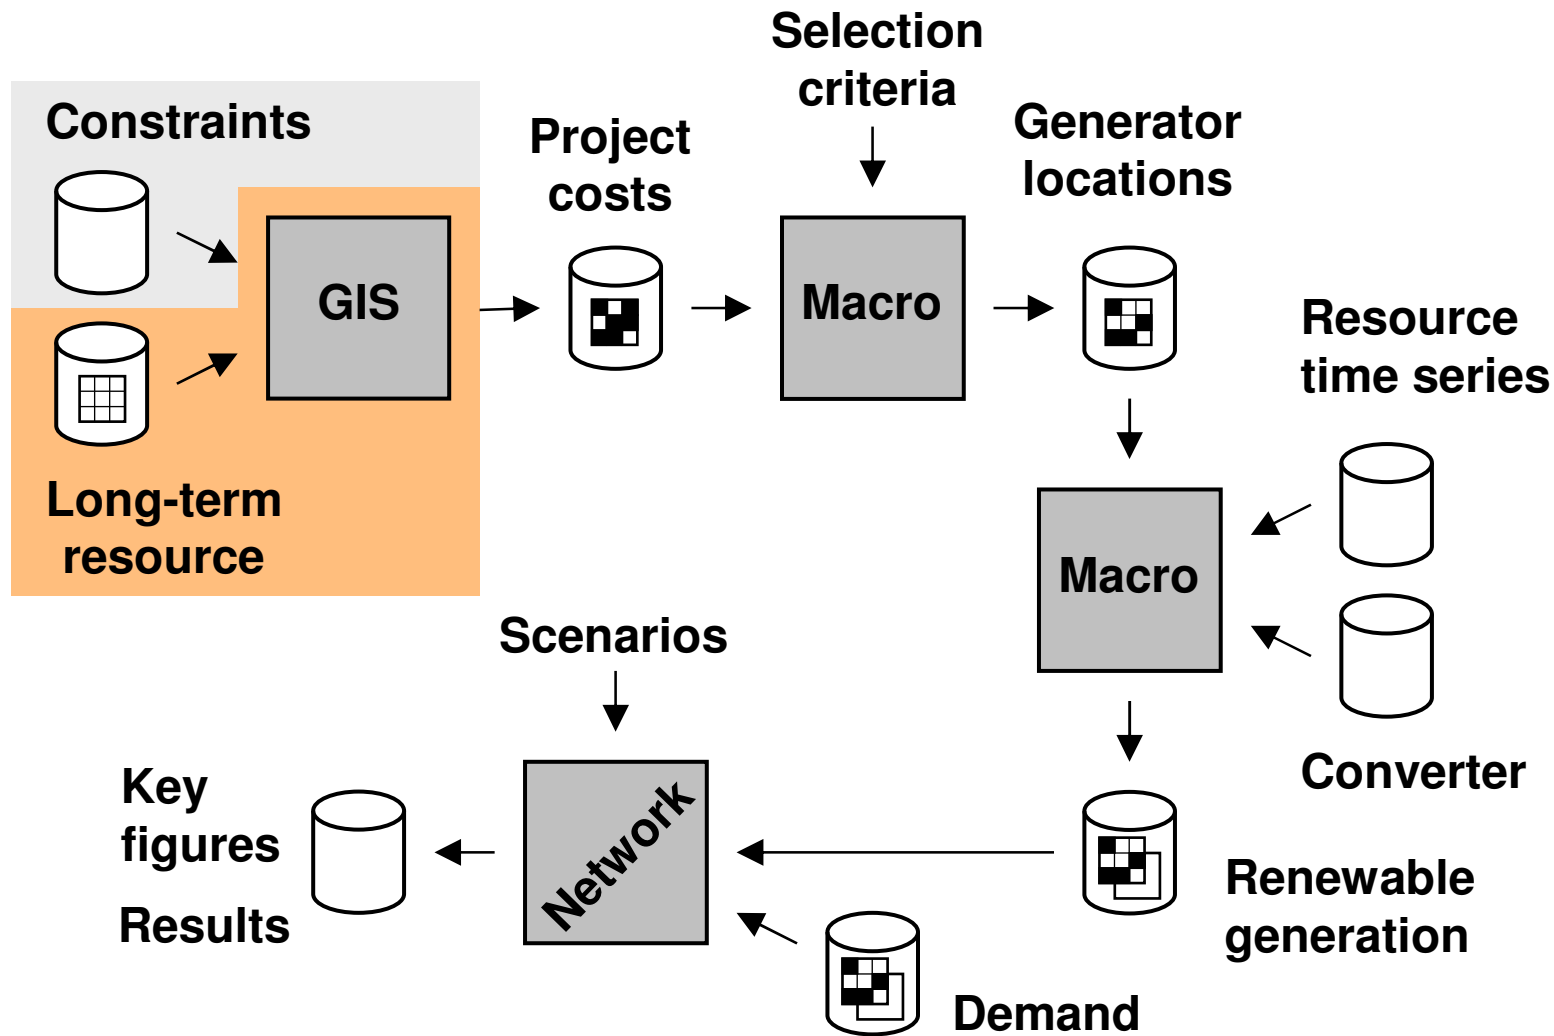 Selection
criteria
Constraints
Project
costs
Generator
locations
GIS
Macro
Resource
time series
Long-term
resource
Macro
Scenarios
Converter
Key
figures
Results
Network
Renewable
generation
Demand